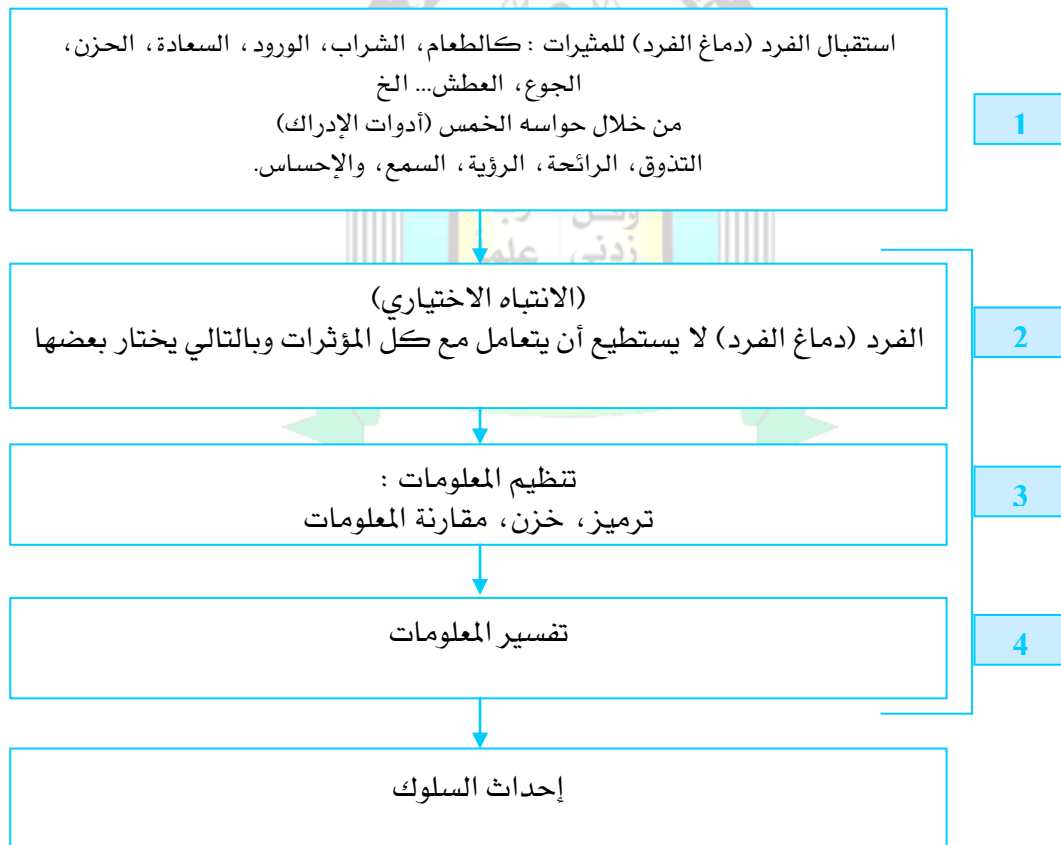 استقبال الفرد (دماغ الفرد) للمثيرات : كالطعام، الشراب، الورود، السعادة، الحزن،
الجوع، العطش... الخ
من خلال حواسه الخمس (أدوات الإدراك)
التذوق، الرائحة، الرؤية، السمع، والإحساس.
1
زدني علما
(الانتباه الاختياري)
الفرد (دماغ الفرد) لا يستطيع أن يتعامل مع كل المؤثرات وبالتالي يختار بعضها
2
تنظيم المعلومات :
ترميز، خزن، مقارنة المعلومات
3
تفسير المعلومات
4
إحداث السلوك